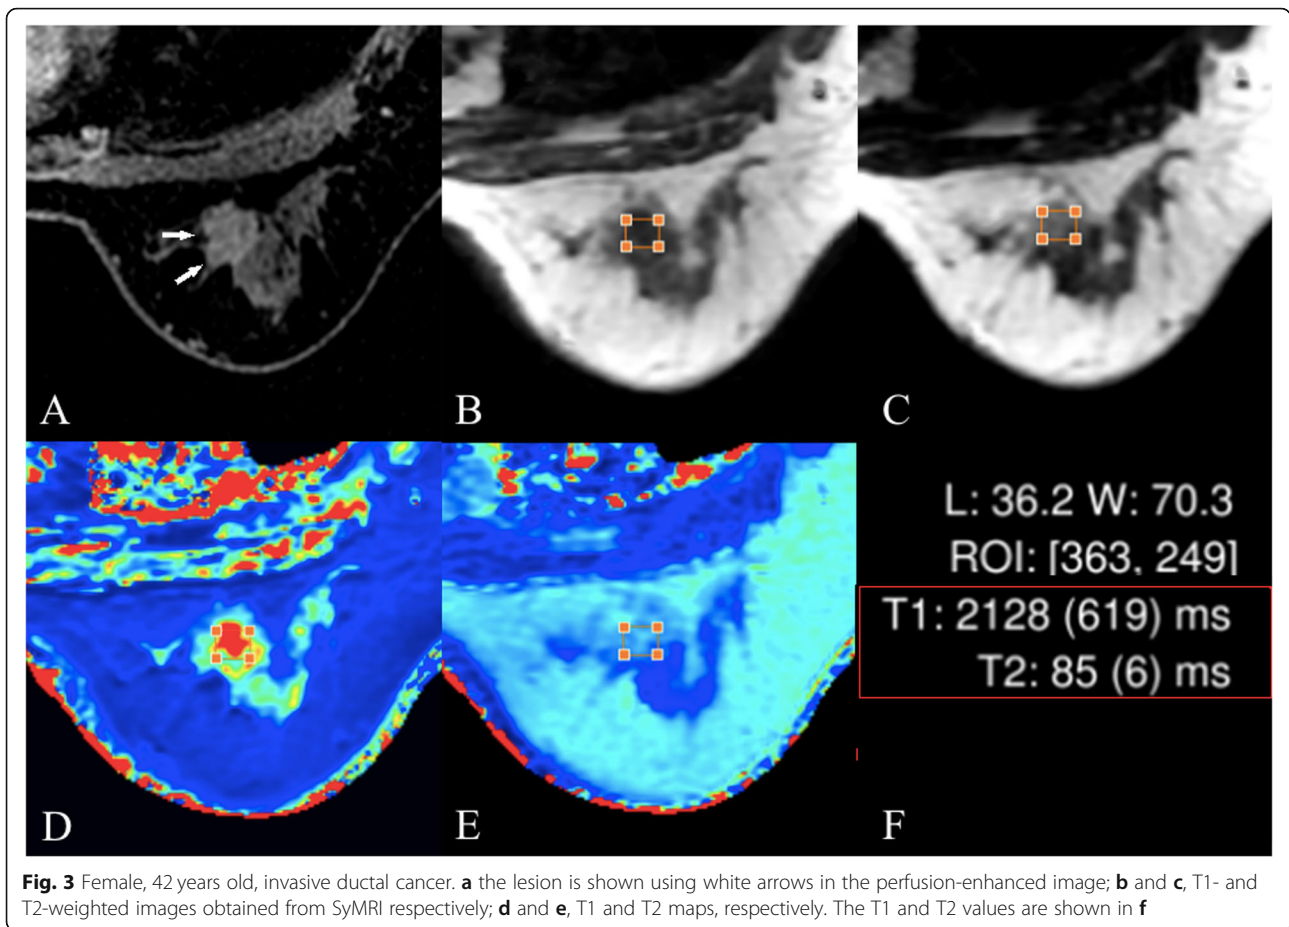 A
B
C
D
E
L: 36.2 W: 70.3
ROI: [363, 249]
T1: 2128 (619) ms
T2: 85 (6) ms
F
Fig. 3 Female, 42 years old, invasive ductal cancer. a the lesion is shown using white arrows in the perfusion-enhanced image; b and c, T1- and
T2-weighted images obtained from SyMRI respectively; d and e, T1 and T2 maps, respectively. The T1 and T2 values are shown in f